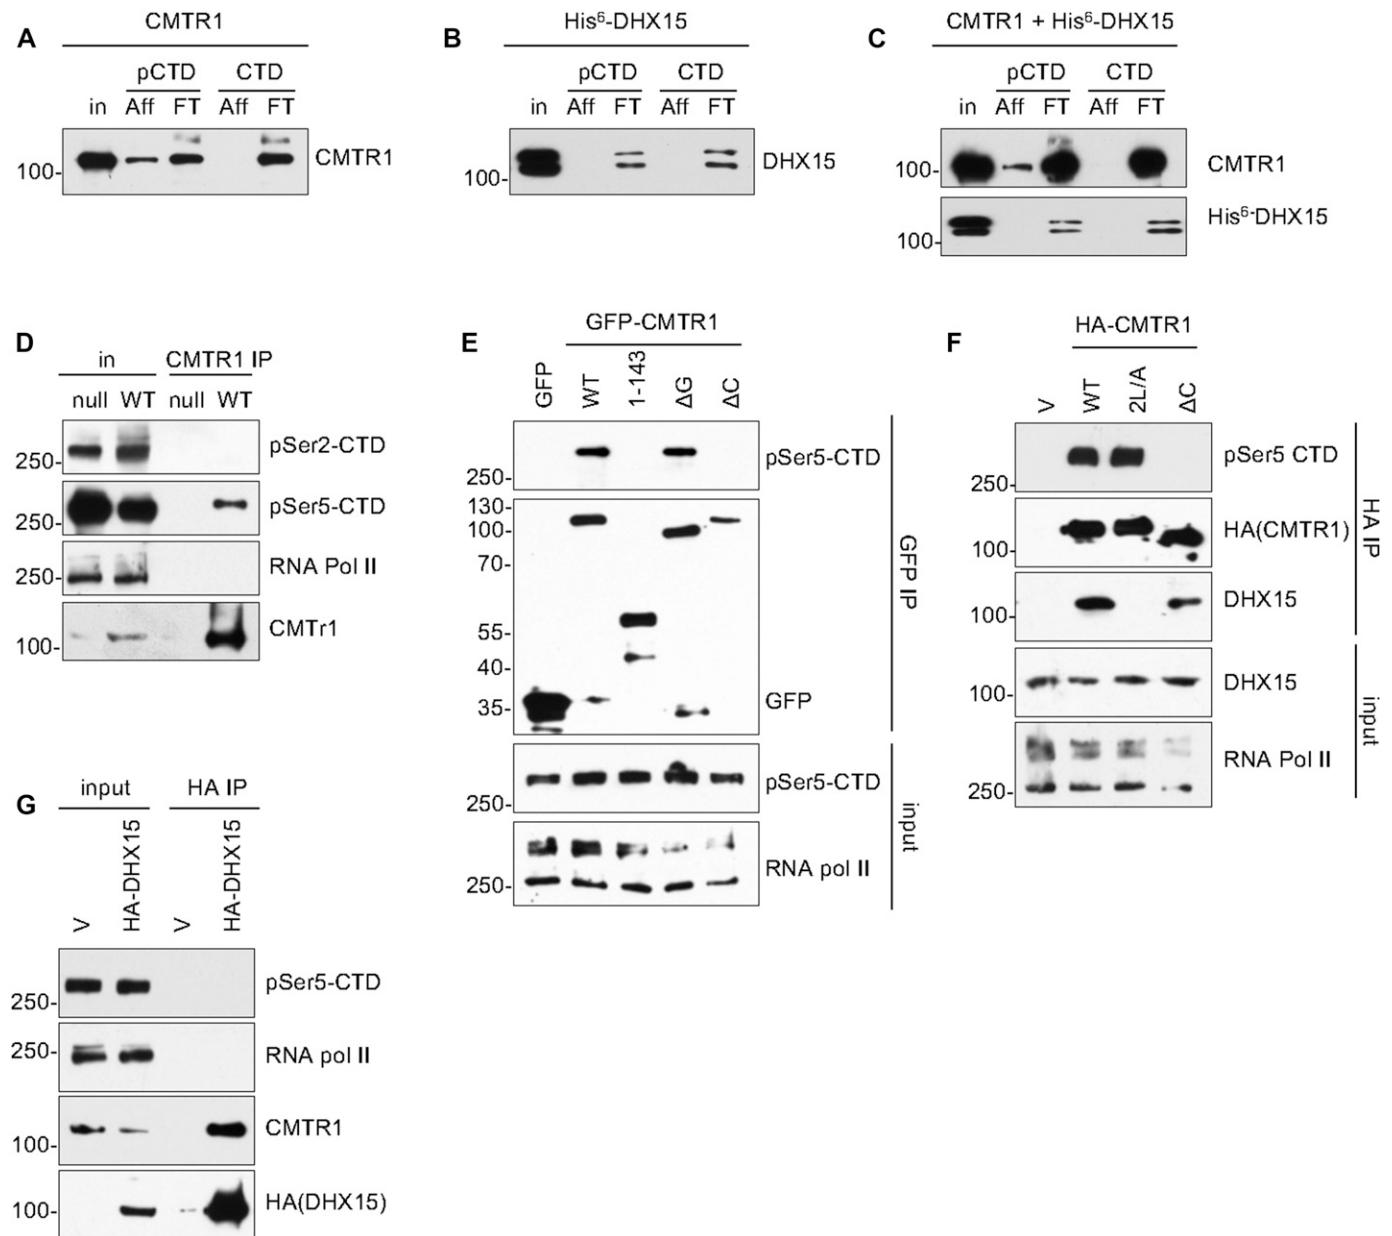 A
CMTR1
pCTD CTD
in Aff FT Aff FT
100-
CMTR1
B
His⁶-DHX15
pCTD CTD
in Aff FT Aff FT
100-
DHX15
C
CMTR1 + His⁶-DHX15
pCTD CTD
in Aff FT Aff FT
100-
CMTR1
100-
His⁶-DHX15
D
in CMTR1 IP
null WT null WT
250-
pSer2-CTD
250-
pSer5-CTD
250-
RNA Pol II
100-
CMTr1
E
GFP-CMTR1
GFP WT 1-143 ΔG ΔC
250-
pSer5-CTD
130-
100-
70-
55-
40-
35-
GFP
GFP IP
250-
pSer5-CTD
250-
RNA pol II
input
F
HA-CMTR1
V WT 2L/A ΔC
250-
pSer5 CTD
100-
HA(CMTR1)
100-
DHX15
HA IP
100-
DHX15
250-
RNA Pol II
input
G
input HA IP
V HA-DHX15 V HA-DHX15
250-
pSer5-CTD
250-
RNA pol II
100-
CMTR1
100-
HA(DHX15)